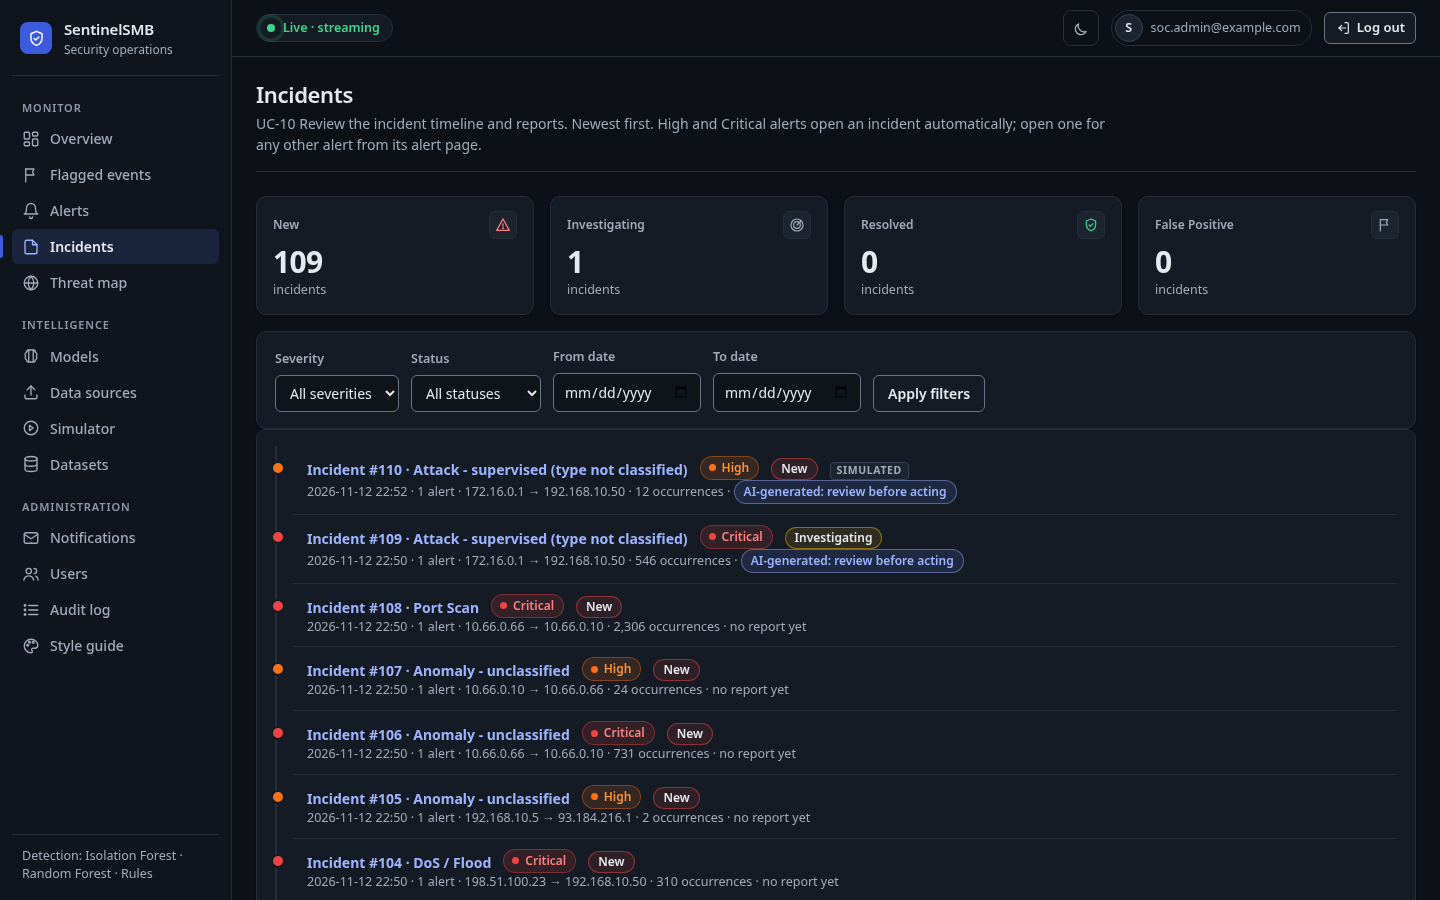 SentinelSMB
Security operations
MONITOR
Overview
Flagged events
Alerts
Incidents
Threat map
INTELLIGENCE
Models
Data sources
Simulator
Datasets
ADMINISTRATION
Notifications
Users
Audit log
Style guide
Detection: Isolation Forest ·
Random Forest · Rules
Live · streaming
S soc.admin@example.com Log out
Incidents
UC-10 Review the incident timeline and reports. Newest first. High and Critical alerts open an incident automatically; open one for
any other alert from its alert page.
New
109
incidents
Investigating
1
incidents
Resolved
0
incidents
False Positive
0
incidents
Severity Status From date To date
All severities All statuses mm/dd/yyyy mm/dd/yyyy Apply filters
Incident #110 · Attack - supervised (type not classified) High New SIMULATED
2026-11-12 22:52 · 1 alert · 172.16.0.1 → 192.168.10.50 · 12 occurrences · AI-generated: review before acting
Incident #109 · Attack - supervised (type not classified) Critical Investigating
2026-11-12 22:50 · 1 alert · 172.16.0.1 → 192.168.10.50 · 546 occurrences · AI-generated: review before acting
Incident #108 · Port Scan Critical New
2026-11-12 22:50 · 1 alert · 10.66.0.66 → 10.66.0.10 · 2,306 occurrences · no report yet
Incident #107 · Anomaly - unclassified High New
2026-11-12 22:50 · 1 alert · 10.66.0.10 → 10.66.0.66 · 24 occurrences · no report yet
Incident #106 · Anomaly - unclassified Critical New
2026-11-12 22:50 · 1 alert · 10.66.0.66 → 10.66.0.10 · 731 occurrences · no report yet
Incident #105 · Anomaly - unclassified High New
2026-11-12 22:50 · 1 alert · 192.168.10.5 → 93.184.216.1 · 2 occurrences · no report yet
Incident #104 · DoS / Flood Critical New
2026-11-12 22:50 · 1 alert · 198.51.100.23 → 192.168.10.50 · 310 occurrences · no report yet